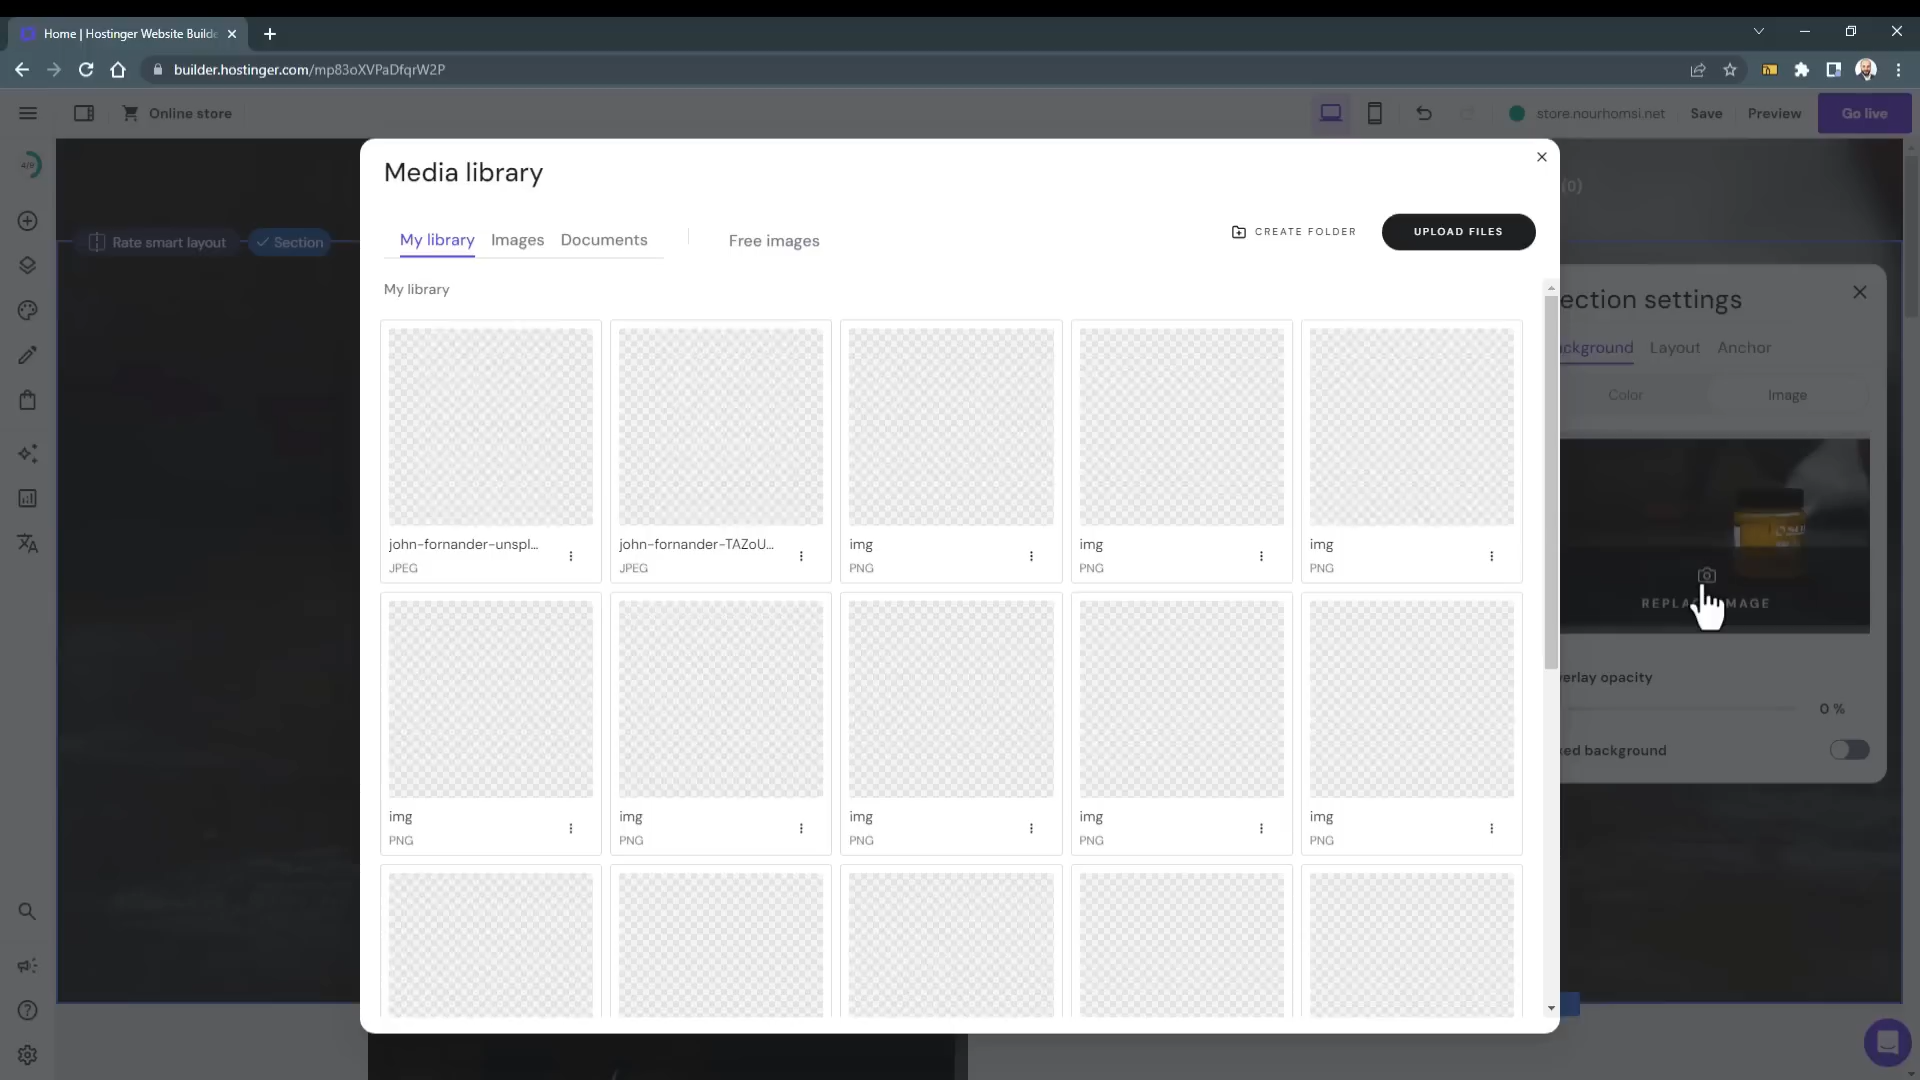 Home | Hostinger Website Builde
builder.hostinger.com/mp83oXVPaDfqrW2P
Online store
store.nourhomsi.net
Save
Preview
Go live
4/9
Rate smart layout
Section
(0)
Media library
My library
Images
Documents
Free images
CREATE FOLDER
UPLOAD FILES
My library
john-fornander-unspl...
JPEG
john-fornander-TAZoU...
JPEG
img
PNG
img
PNG
img
PNG
img
PNG
img
PNG
img
PNG
img
PNG
img
PNG
ection settings
ckground
Layout
Anchor
Color
Image
REPLA MAGE
erlay opacity
0 %
ed background